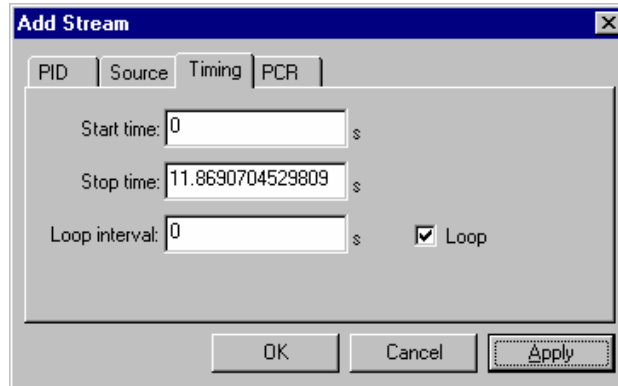 Add Stream
PID Source Timing PCR
Start time: 0 s
Stop time: 11.8690704529809 s
Loop interval: 0 s Loop
OK Cancel Apply